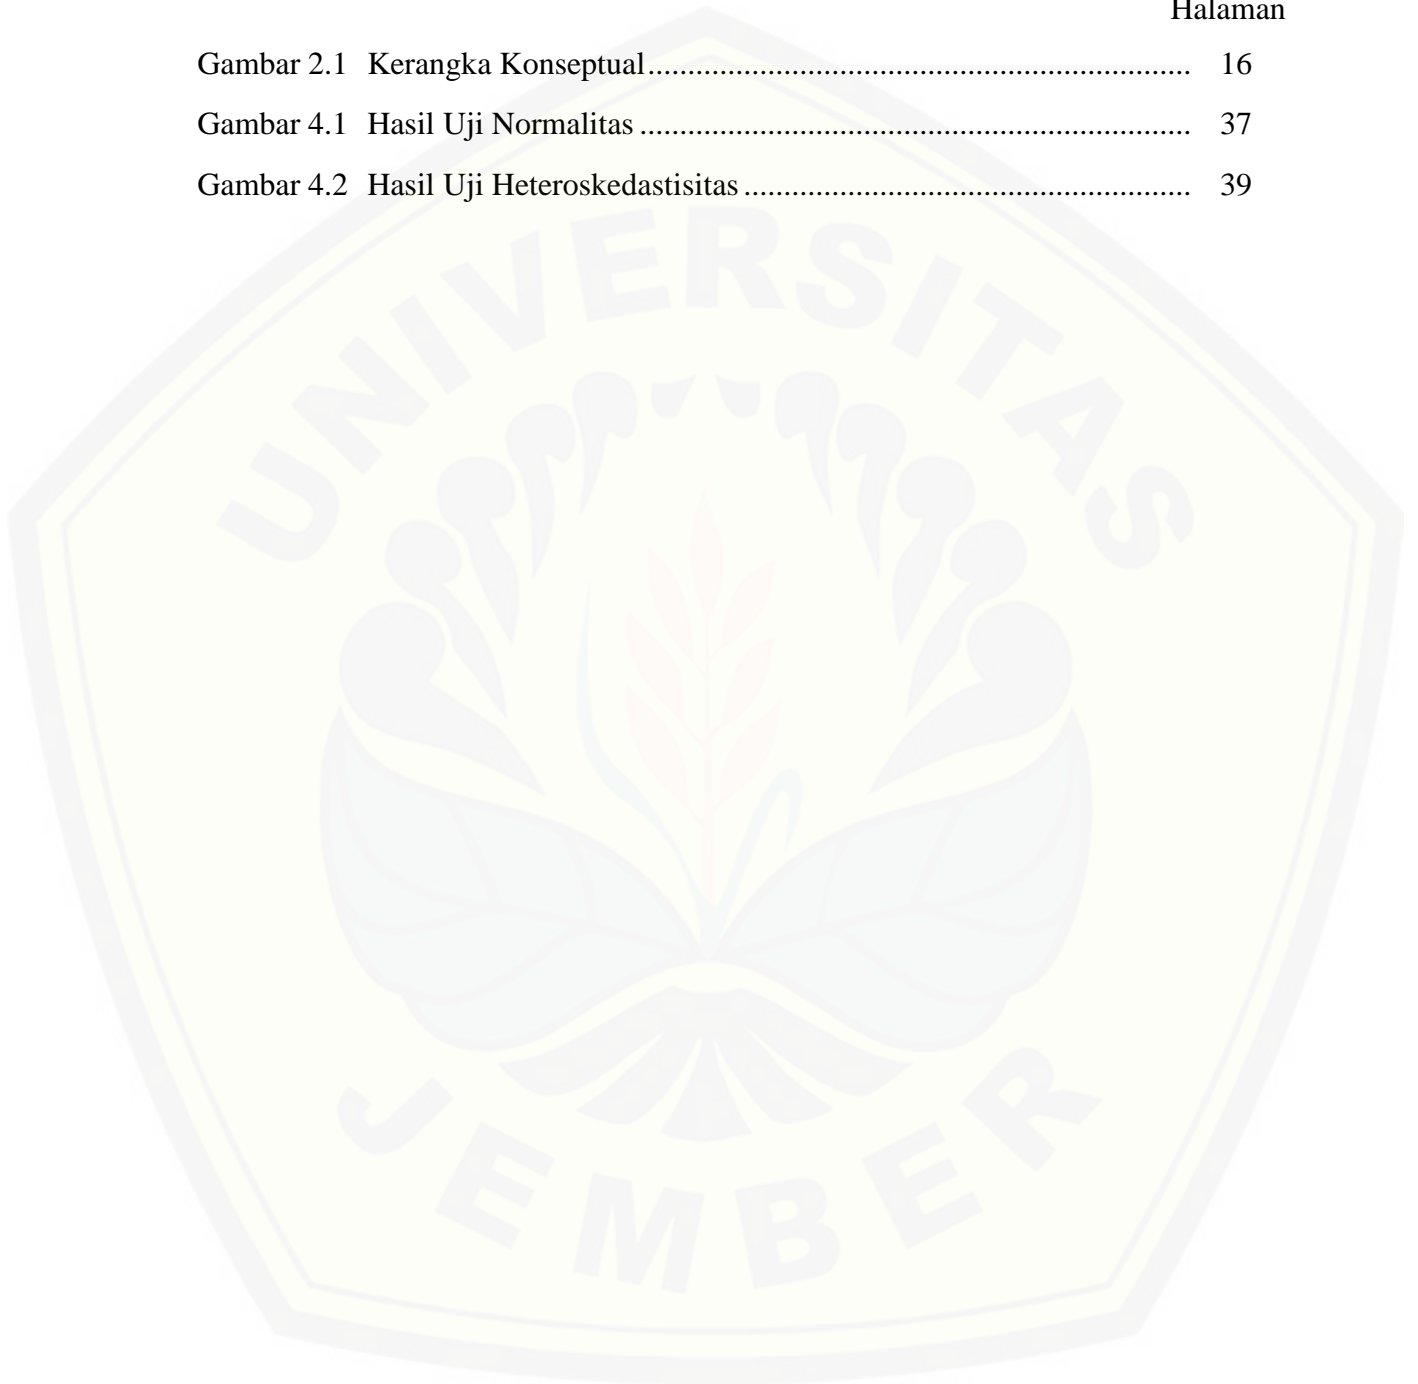 Halaman
Gambar 2.1 Kerangka Konseptual.................................................................... 16
Gambar 4.1 Hasil Uji Normalitas ..................................................................... 37
Gambar 4.2 Hasil Uji Heteroskedastisitas ........................................................ 39
UNIVERSITAS
JEMBER